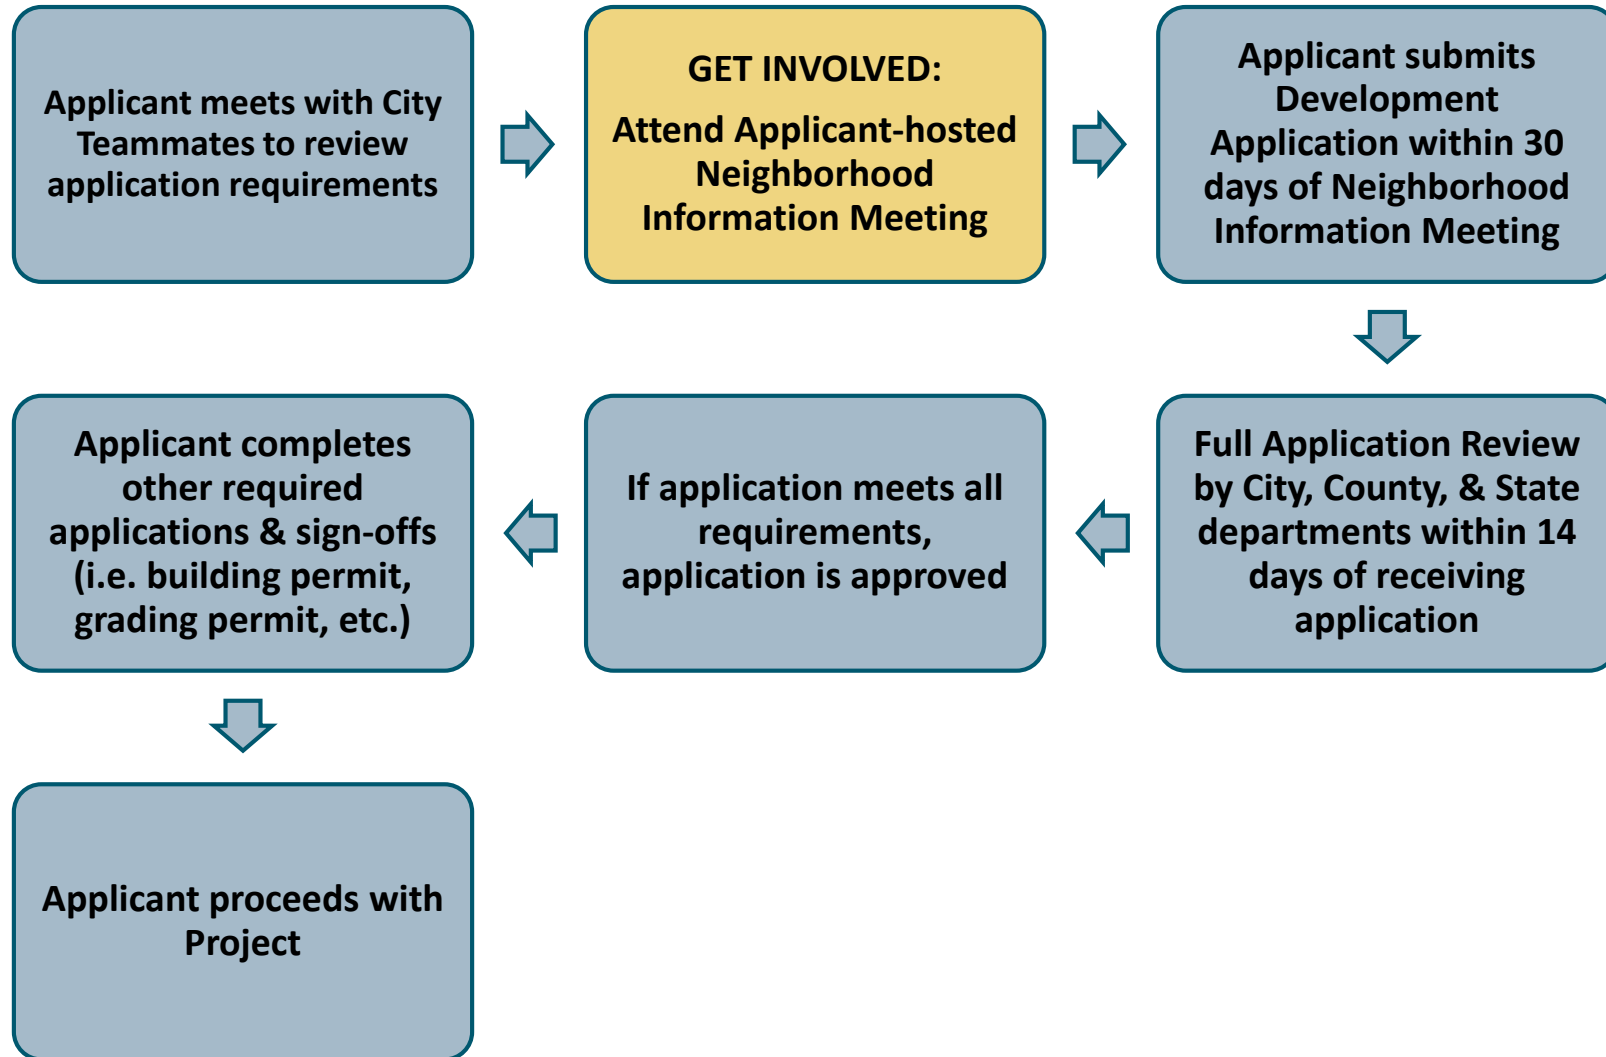 Applicant meets with City
Teammates to review
application requirements
GET INVOLVED:
Attend Applicant-hosted
Neighborhood
Information Meeting
Applicant submits
Development
Application within 30
days of Neighborhood
Information Meeting
Full Application Review
by City, County, & State
departments within 14
days of receiving
application
If application meets all
requirements,
application is approved
Applicant completes
other required
applications & sign-offs
(i.e. building permit,
grading permit, etc.)
Applicant proceeds with
Project